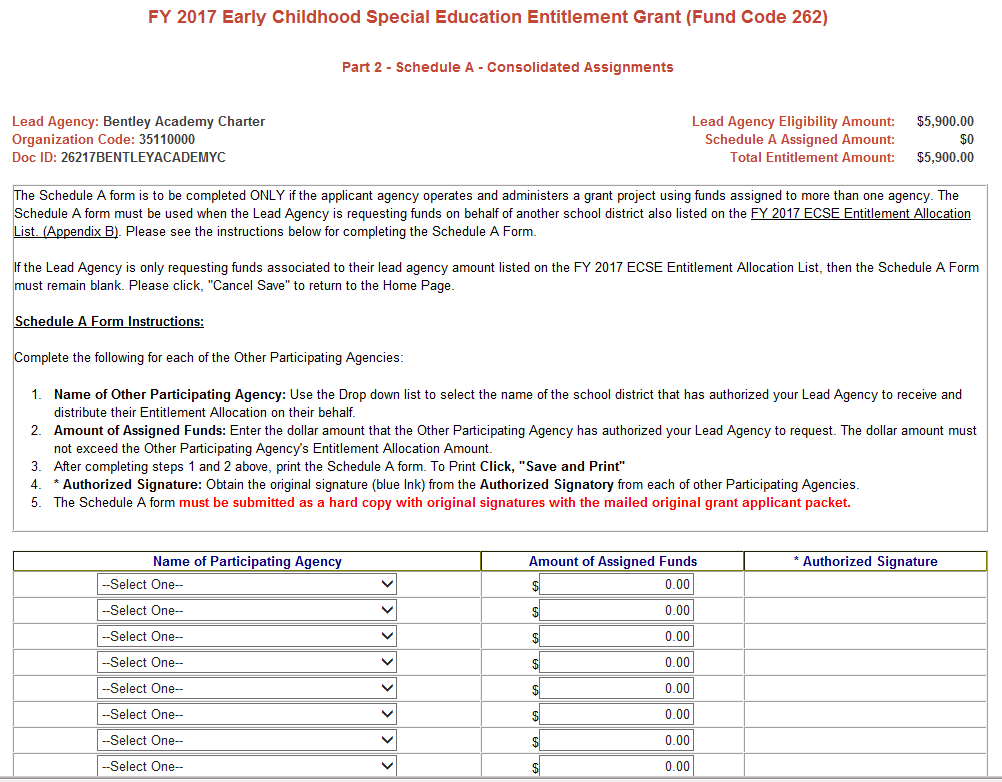 FY 2017 Early Childhood Special Education Entitlement Grant (Fund Code 262)
Part 2 - Schedule A - Consolidated Assignments
Lead Agency: Bentley Academy Charter
Organization Code: 35110000
Doc ID: 26217BENTLEYACADEMYC
Lead Agency Eligibility Amount: $5,900.00
Schedule A Assigned Amount: $0
Total Entitlement Amount: $5,900.00
The Schedule A form is to be completed ONLY if the applicant agency operates and administers a grant project using funds assigned to more than one agency. The
Schedule A form must be used when the Lead Agency is requesting funds on behalf of another school district also listed on the FY 2017 ECSE Entitlement Allocation
List. (Appendix B). Please see the instructions below for completing the Schedule A Form.
If the Lead Agency is only requesting funds associated to their lead agency amount listed on the FY 2017 ECSE Entitlement Allocation List, then the Schedule A Form
must remain blank. Please click, "Cancel Save" to return to the Home Page.
Schedule A Form Instructions:
Complete the following for each of the Other Participating Agencies:
1. Name of Other Participating Agency: Use the Drop down list to select the name of the school district that has authorized your Lead Agency to receive and
distribute their Entitlement Allocation on their behalf.
2. Amount of Assigned Funds: Enter the dollar amount that the Other Participating Agency has authorized your Lead Agency to request. The dollar amount must
not exceed the Other Participating Agency's Entitlement Allocation Amount.
3. After completing steps 1 and 2 above, print the Schedule A form. To Print Click, "Save and Print"
4. * Authorized Signature: Obtain the original signature (blue Ink) from the Authorized Signatory from each of other Participating Agencies.
5. The Schedule A form must be submitted as a hard copy with original signatures with the mailed original grant applicant packet.
Name of Participating Agency Amount of Assigned Funds * Authorized Signature
--Select One-- $ 0.00
--Select One-- $ 0.00
--Select One-- $ 0.00
--Select One-- $ 0.00
--Select One-- $ 0.00
--Select One-- $ 0.00
--Select One-- $ 0.00
--Select One-- $ 0.00